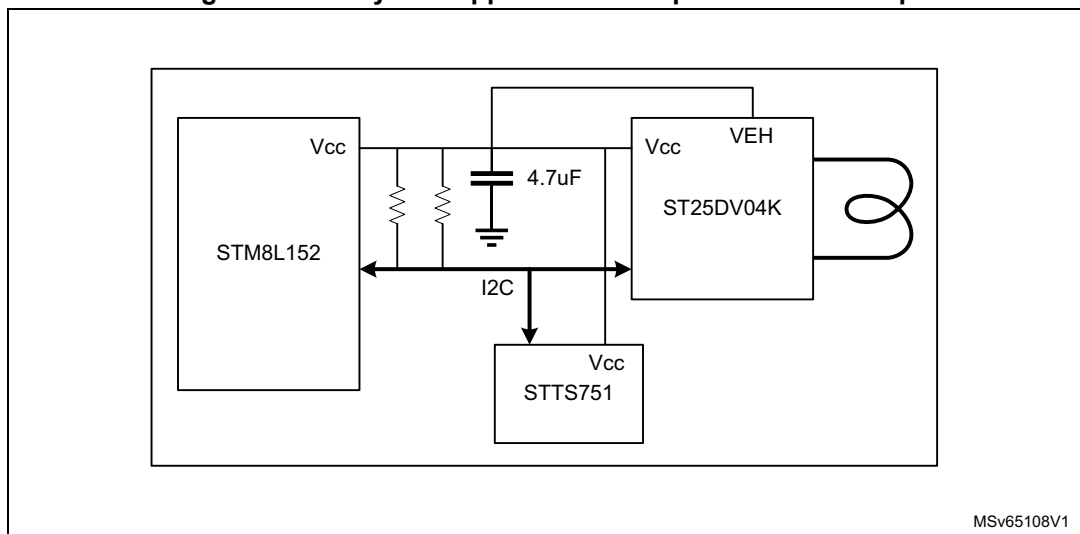 Vcc
VEH
Vcc
4.7uF
ST25DV04K
STM8L152
I2C
Vcc
STTS751
MSv65108V1